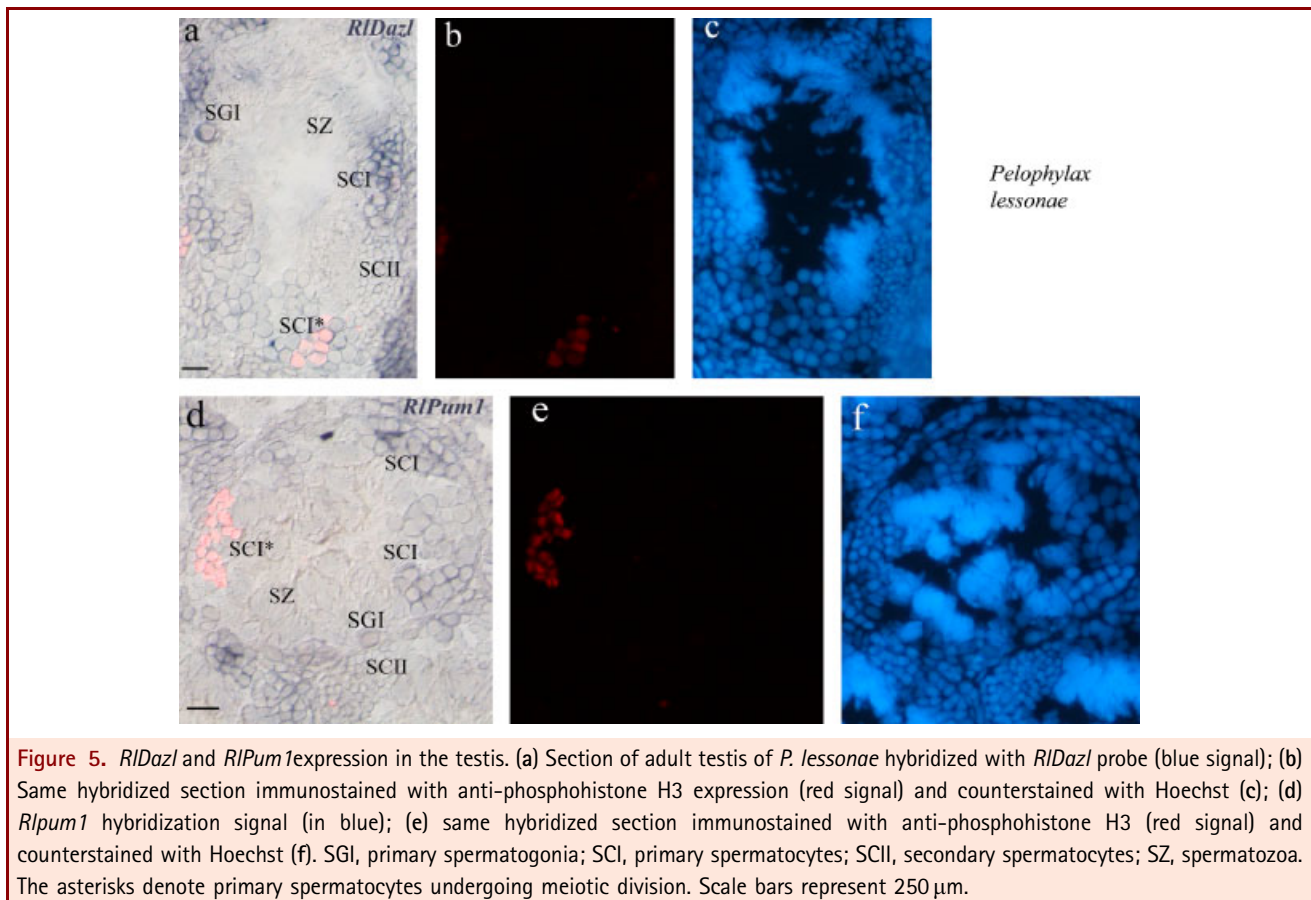 a
RlDazl
b
c
SGI
SZ
SCI
SCII
SCI*
Pelophylax
lessonae
d
RlPum1
e
f
SCI
SCI*
SCI
SZ
SGI
SCII
Figure 5. RlDazl and RlPum1expression in the testis. (a) Section of adult testis of P. lessonae hybridized with RlDazl probe (blue signal); (b)
Same hybridized section immunostained with anti-phosphohistone H3 expression (red signal) and counterstained with Hoechst (c); (d)
Rlpum1 hybridization signal (in blue); (e) same hybridized section immunostained with anti-phosphohistone H3 (red signal) and
counterstained with Hoechst (f). SGI, primary spermatogonia; SCI, primary spermatocytes; SCII, secondary spermatocytes; SZ, spermatozoa.
The asterisks denote primary spermatocytes undergoing meiotic division. Scale bars represent 250 μm.